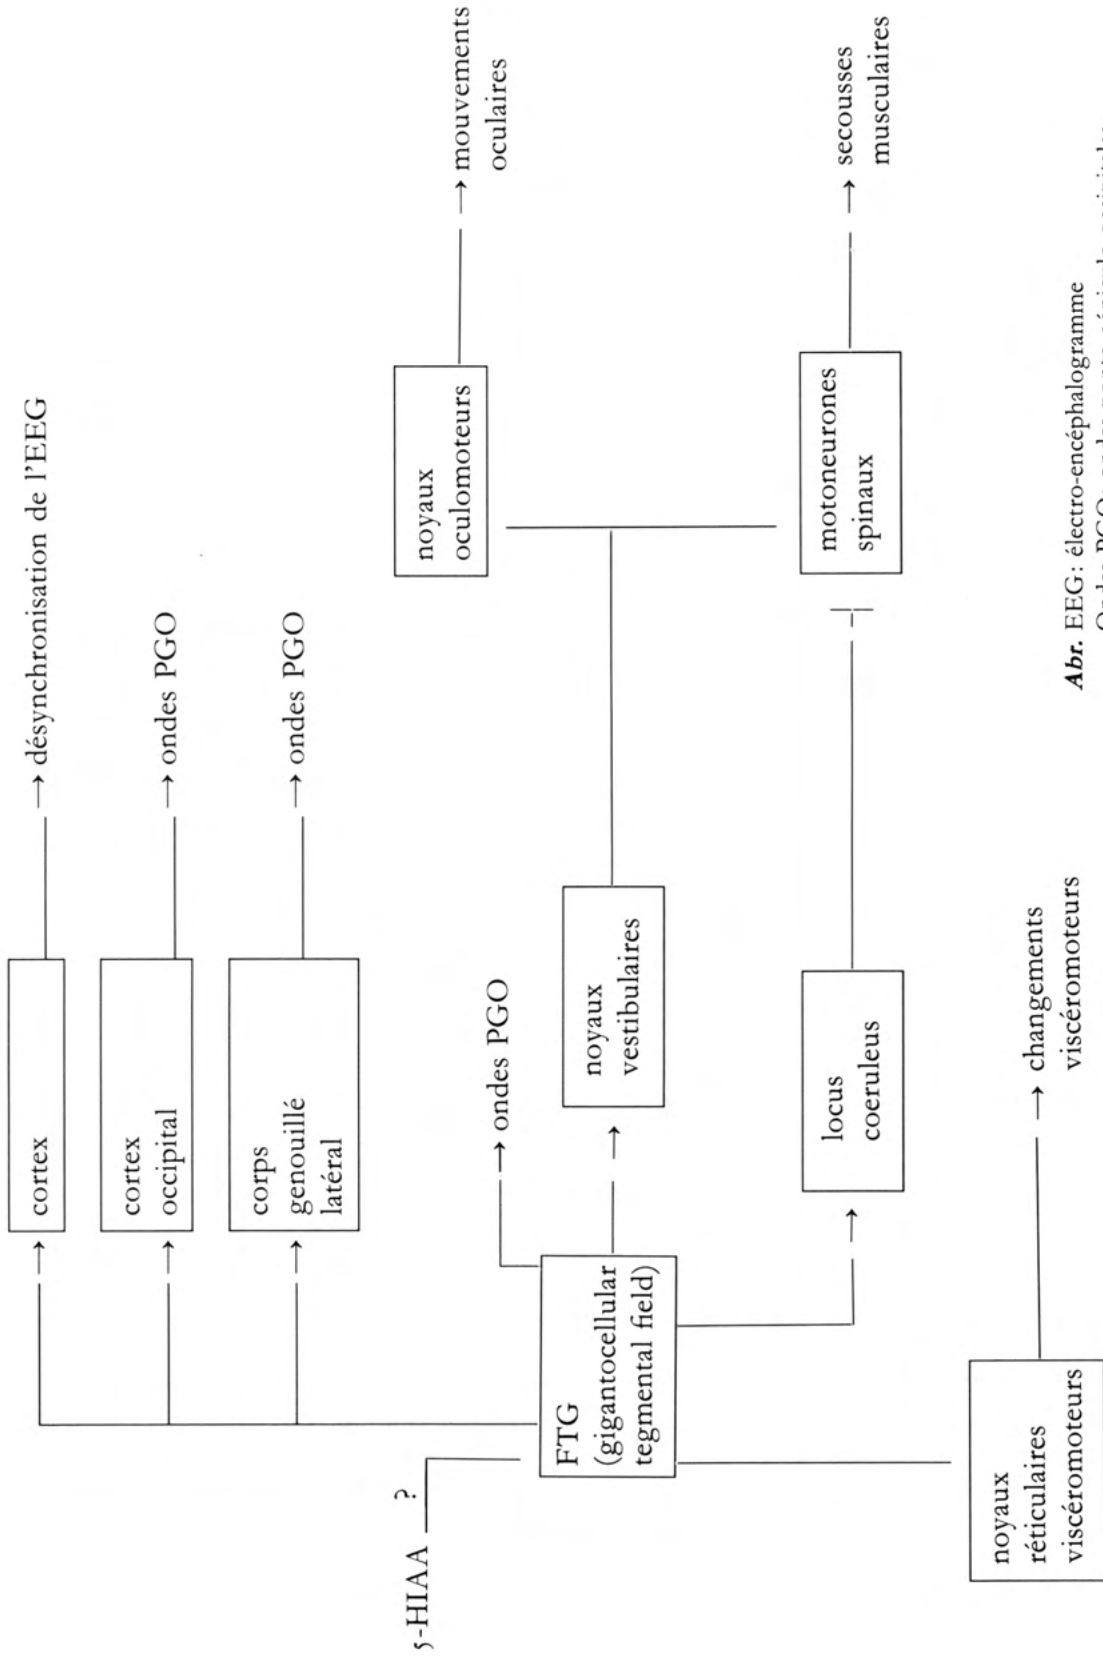 cortex
→ désynchronisation de l'EEG
cortex
occipital
→ ondes PGO
corps
genouillé
latéral
→ ondes PGO
5-HIAA
?
FTG
(gigantocellular
tegmental field)
→ ondes PGO
noyaux
vestibulaires
noyaux
oculomoteurs
→ mouvements
oculaires
locus
coeruleus
motoneurones
spinaux
→ secousses
musculaires
noyaux
réticulaires
viscéromoteurs
→ changements
viscéromoteurs
Abr. EEG: électro-encéphalogramme